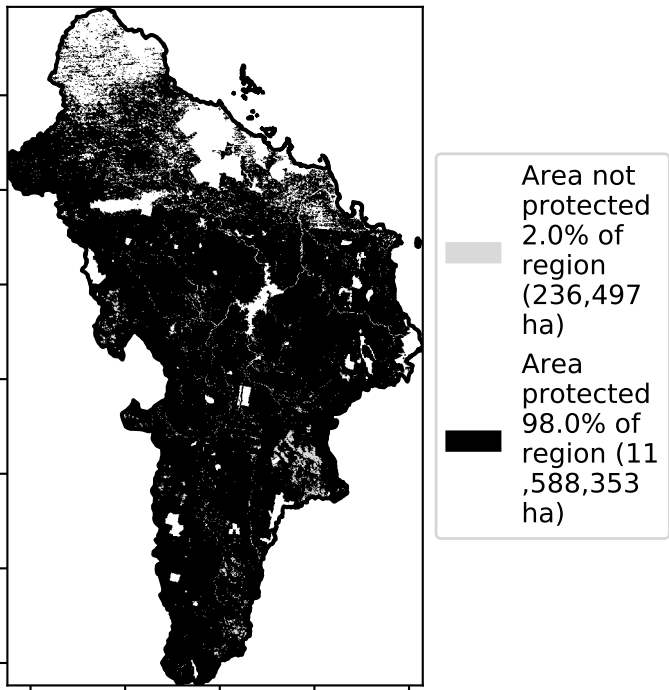 Area not
protected
2.0% of
region
(236,497
ha)
Area
protected
98.0% of
region (11
,588,353
ha)